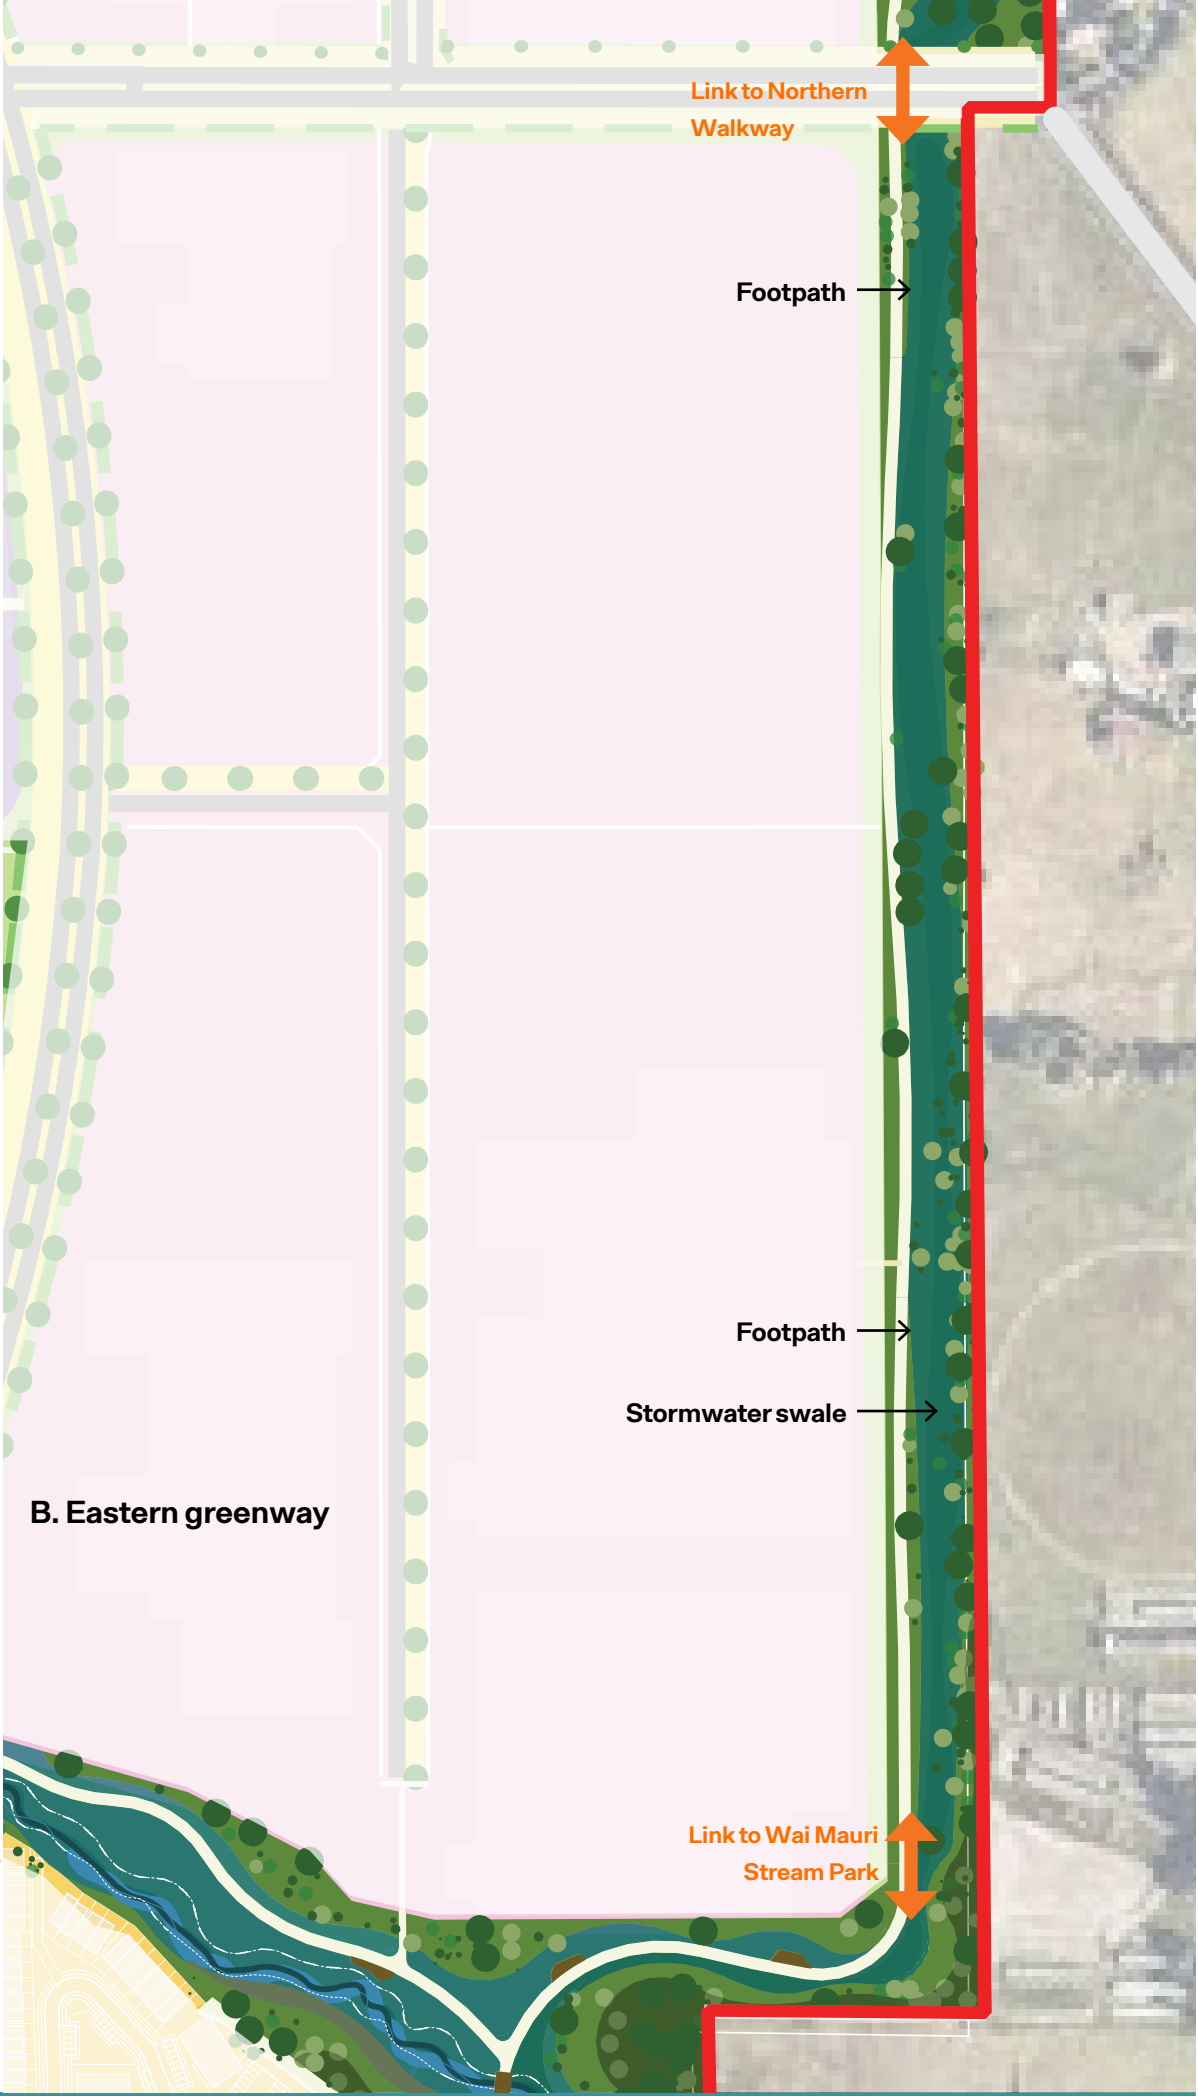 Link to Northern
Walkway
Footpath
Footpath
Stormwater swale
B. Eastern greenway
Link to Wai Mauri
Stream Park